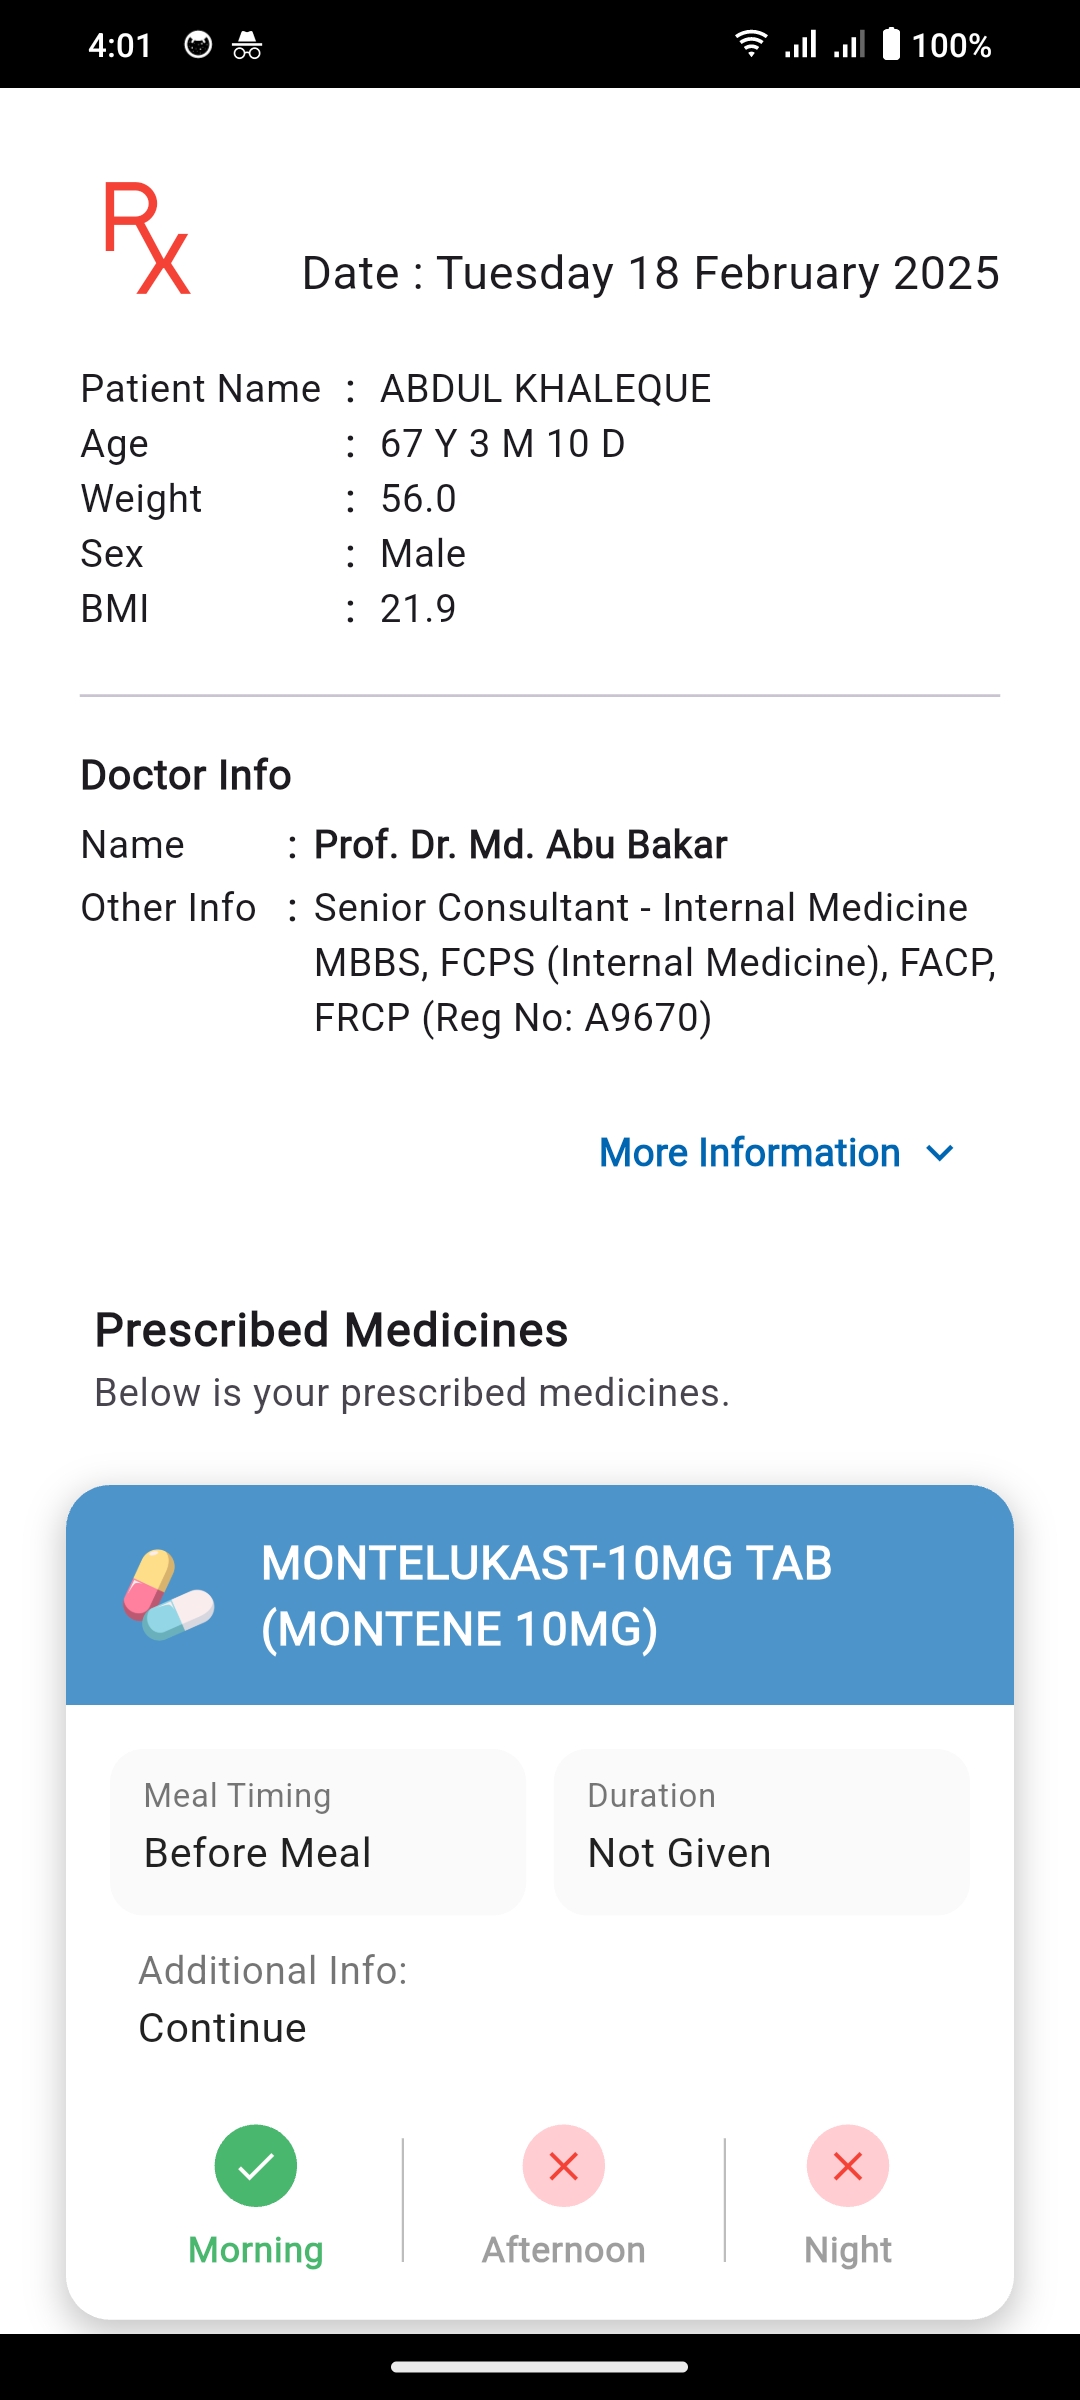 4:01
100%
Rx
Date : Tuesday 18 February 2025
Patient Name : ABDUL KHALEQUE
Age : 67 Y 3 M 10 D
Weight : 56.0
Sex : Male
BMI : 21.9
Doctor Info
Name : Prof. Dr. Md. Abu Bakar
Other Info : Senior Consultant - Internal Medicine
MBBS, FCPS (Internal Medicine), FACP,
FRCP (Reg No: A9670)
More Information
Prescribed Medicines
Below is your prescribed medicines.
MONTELUKAST-10MG TAB
(MONTENE 10MG)
Meal Timing
Before Meal
Duration
Not Given
Additional Info:
Continue
Morning
Afternoon
Night